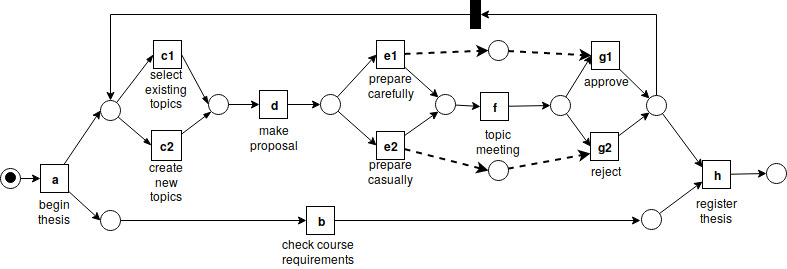 c1
select
existing
topics
c2
create
new
topics
a
begin
thesis
d
make
proposal
e1
prepare
carefully
e2
prepare
casually
f
topic
meeting
g1
approve
g2
reject
b
check course
requirements
h
register
thesis